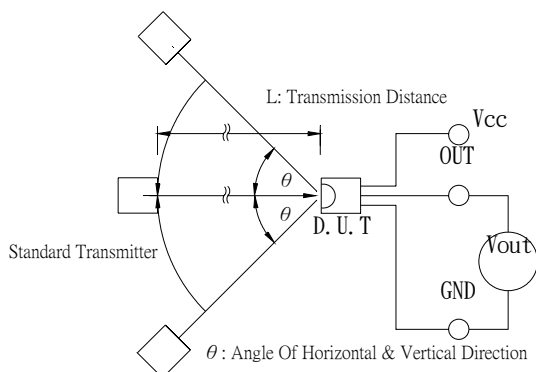 L: Transmission Distance
Vcc
OUT
θ
θ
D.U.T
Standard Transmitter
Vout
GND
θ : Angle Of Horizontal & Vertical Direction